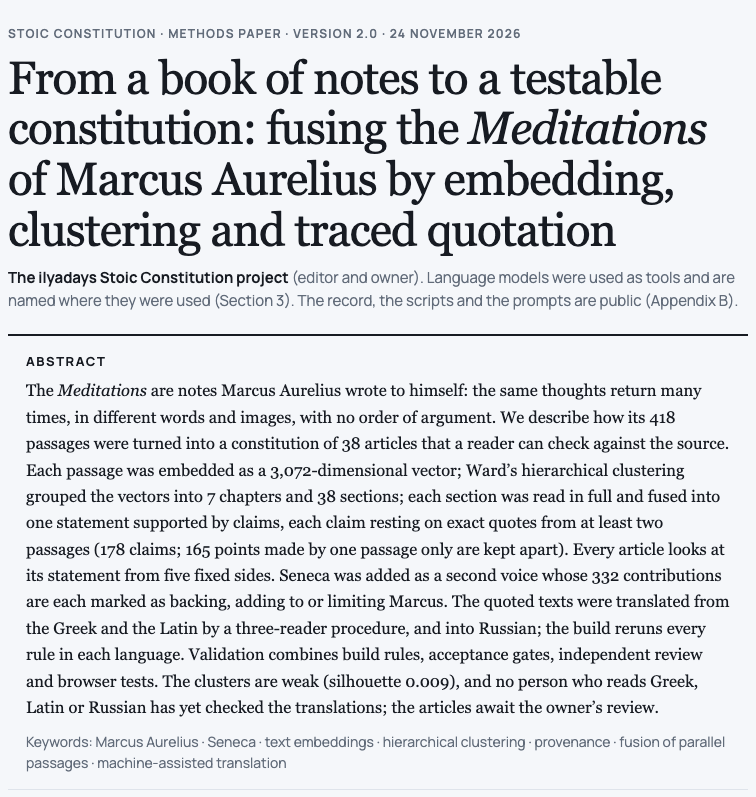 STOIC CONSTITUTION · METHODS PAPER · VERSION 2.0 · 24 NOVEMBER 2026
From a book of notes to a testable
constitution: fusing the Meditations
of Marcus Aurelius by embedding,
clustering and traced quotation
The ilyadays Stoic Constitution project (editor and owner). Language models were used as tools and are
named where they were used (Section 3). The record, the scripts and the prompts are public (Appendix B).
ABSTRACT
The Meditations are notes Marcus Aurelius wrote to himself: the same thoughts return many
times, in different words and images, with no order of argument. We describe how its 418
passages were turned into a constitution of 38 articles that a reader can check against the source.
Each passage was embedded as a 3,072-dimensional vector; Ward’s hierarchical clustering
grouped the vectors into 7 chapters and 38 sections; each section was read in full and fused into
one statement supported by claims, each claim resting on exact quotes from at least two
passages (178 claims; 165 points made by one passage only are kept apart). Every article looks at
its statement from five fixed sides. Seneca was added as a second voice whose 332 contributions
are each marked as backing, adding to or limiting Marcus. The quoted texts were translated from
the Greek and the Latin by a three-reader procedure, and into Russian; the build reruns every
rule in each language. Validation combines build rules, acceptance gates, independent review
and browser tests. The clusters are weak (silhouette 0.009), and no person who reads Greek,
Latin or Russian has yet checked the translations; the articles await the owner’s review.
Keywords: Marcus Aurelius · Seneca · text embeddings · hierarchical clustering · provenance · fusion of parallel
passages · machine-assisted translation